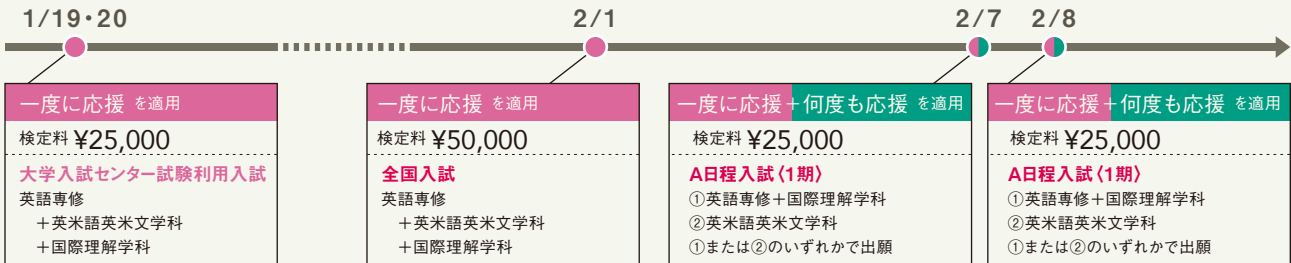 1/19・20
2/1
2/7
2/8
一度に応援 を適用
検定料 ¥25,000
大学入試センター試験利用入試
英語専修
＋英米語英米文学科
＋国際理解学科
一度に応援 を適用
検定料 ¥50,000
全国入試
英語専修
＋英米語英米文学科
＋国際理解学科
一度に応援＋何度も応援 を適用
検定料 ¥25,000
A日程入試〈1期〉
①英語専修＋国際理解学科
②英米語英米文学科
①または②のいずれかで出願
一度に応援＋何度も応援 を適用
検定料 ¥25,000
A日程入試〈1期〉
①英語専修＋国際理解学科
②英米語英米文学科
①または②のいずれかで出願